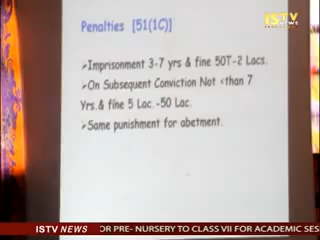 ISTV
NEWS
Penalties [51(1C)]
➢Imprisonment 3-7 yrs & fine 50T-2 Lacs.
➢On Subsequent Conviction Not <than 7
Yrs.& fine 5 Lac.-50 Lac.
➢Same punishment for abetment.
ISTV NEWS
OR PRE- NURSERY TO CLASS VII FOR ACADEMIC SES